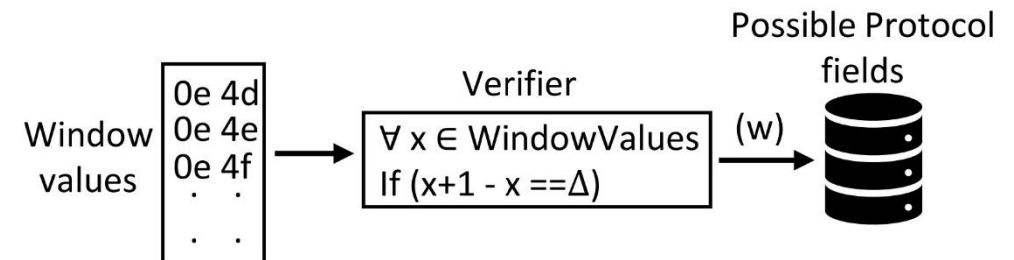 Possible Protocol
fields
Verifier
Window
values
0e 4d
0e 4e
0e 4f
. .
. .
∀ x ∈ WindowValues
If (x+1 - x ==Δ)
(w)